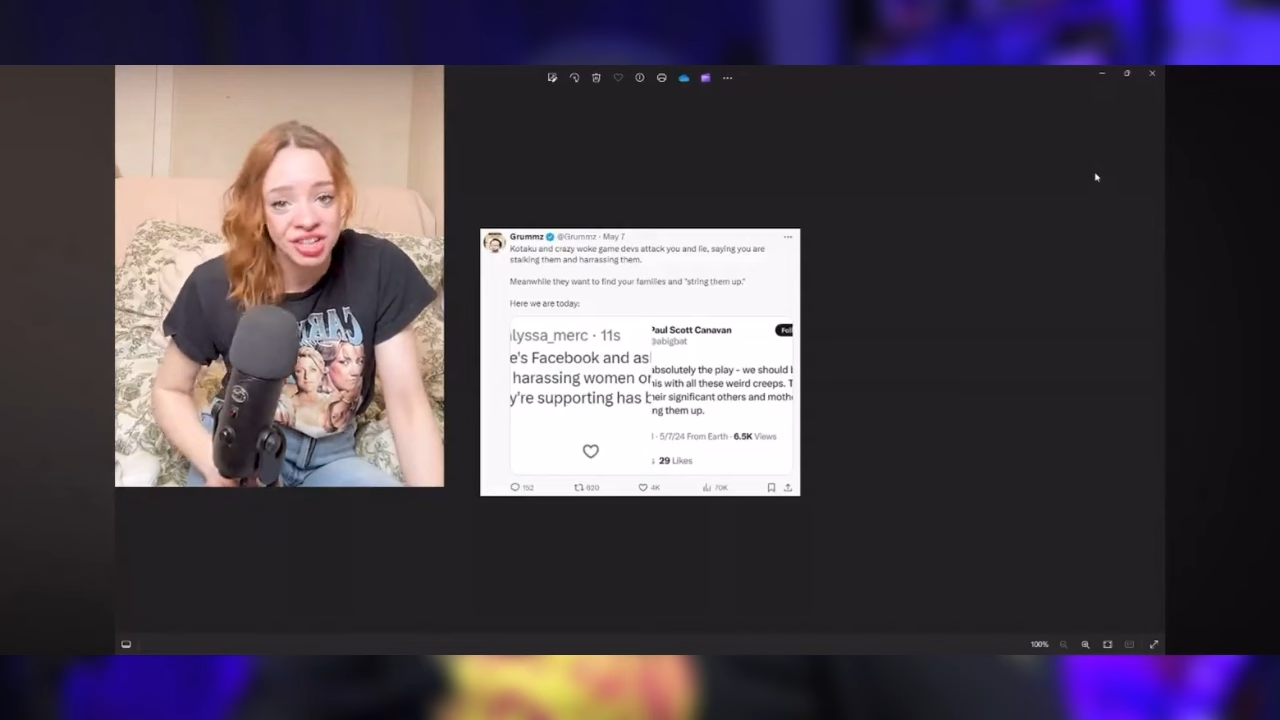 Grummz @Grummz · May 7
Kotaku and crazy woke game devs attack you and lie, saying you are
stalking them and harrassing them.
Meanwhile they want to find your families and "string them up."
Here we are today:
lyssa_merc · 11s
e's Facebook and as
harassing women or
y're supporting has
Paul Scott Canavan
@abigbat
Fol
absolutely the play - we should
his with all these weird creeps. T
heir significant others and moth
ng them up.
· 5/7/24 From Earth · 6.5K Views
29 Likes
152 820 4K 70K
CAR
100%